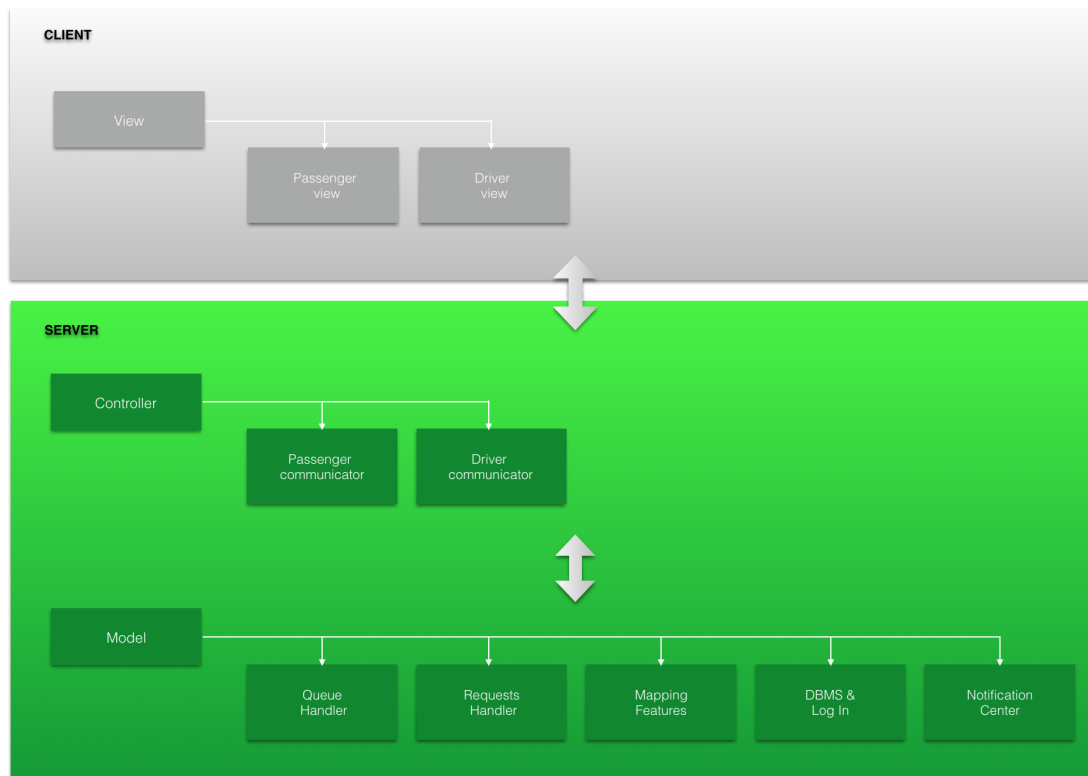 CLIENT
View
Passenger
view
Driver
view
SERVER
Controller
Passenger
communicator
Driver
communicator
Model
Queue
Handler
Requests
Handler
Mapping
Features
DBMS &
Log In
Notification
Center